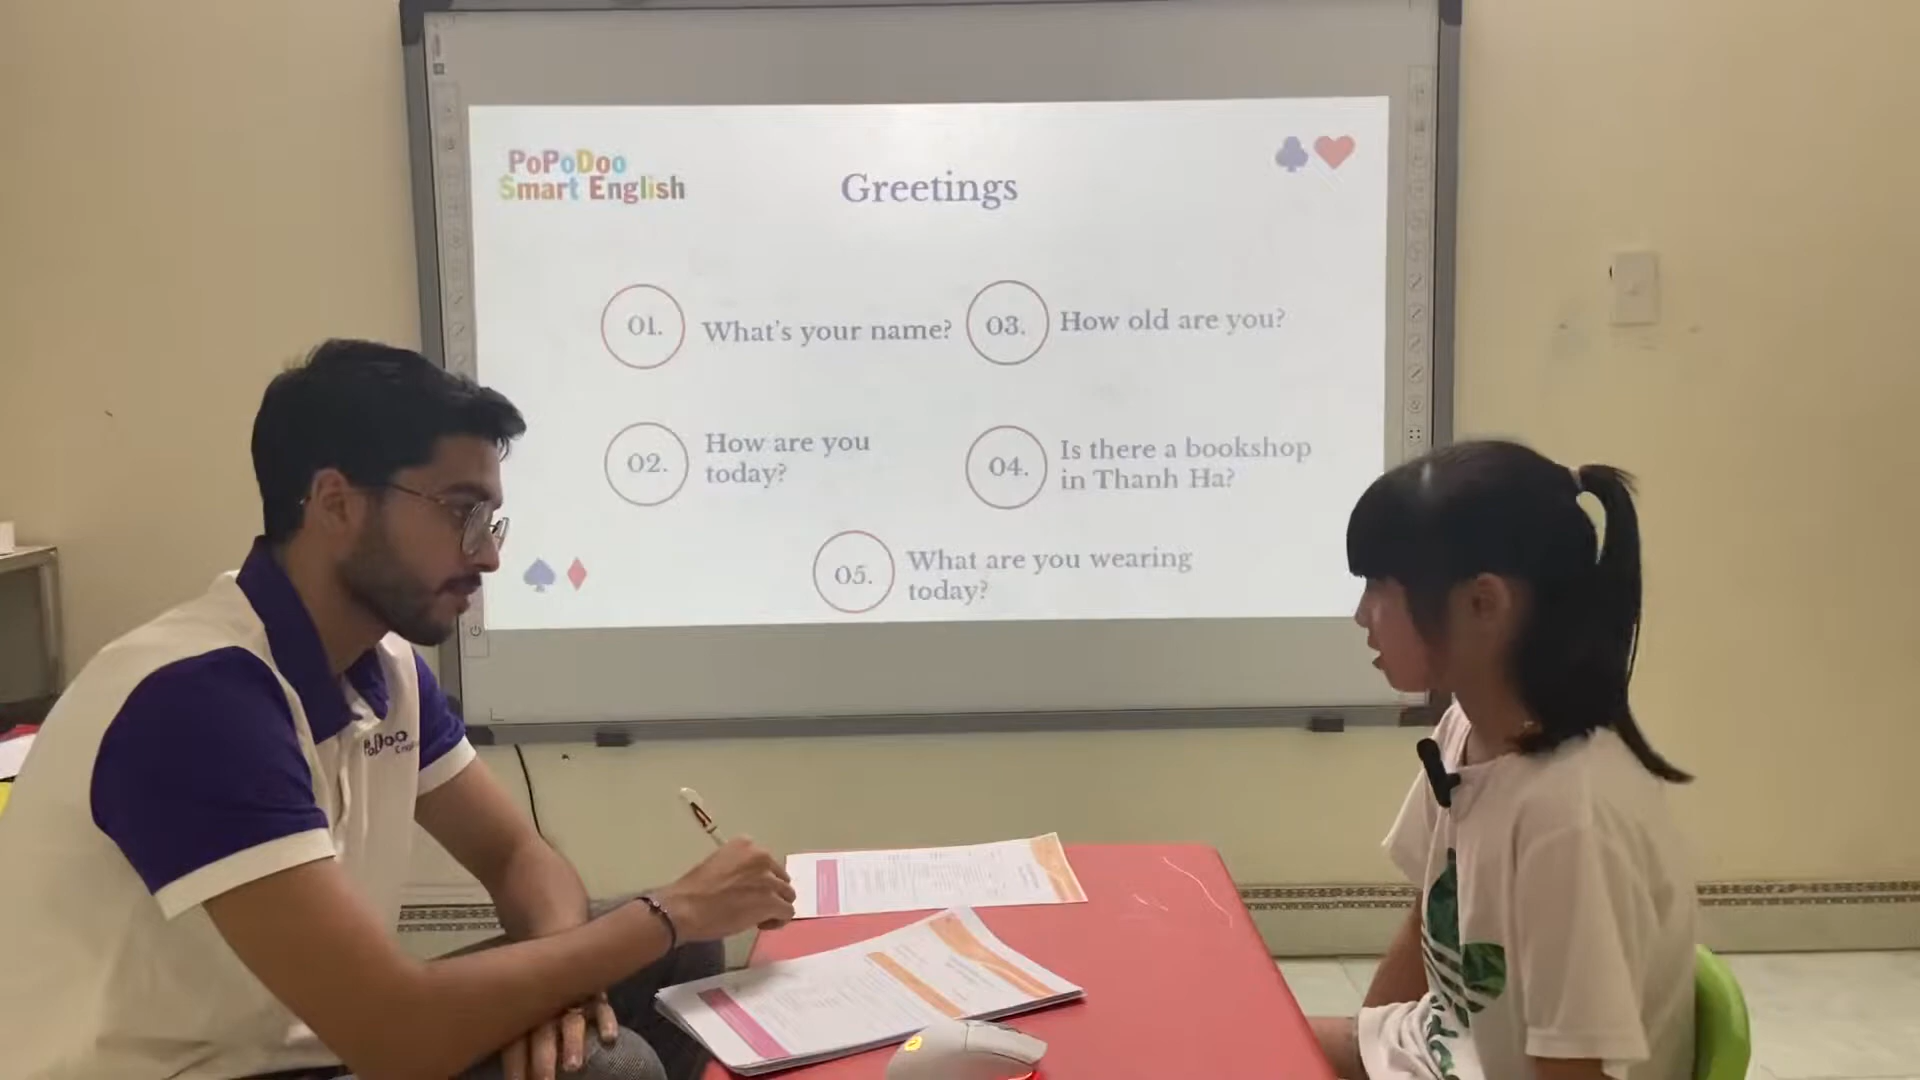 PoPoDoo
Smart English
Greetings
01.
What's your name?
02.
How are you
today?
03.
How old are you?
04.
Is there a bookshop
in Thanh Ha?
05.
What are you wearing
today?